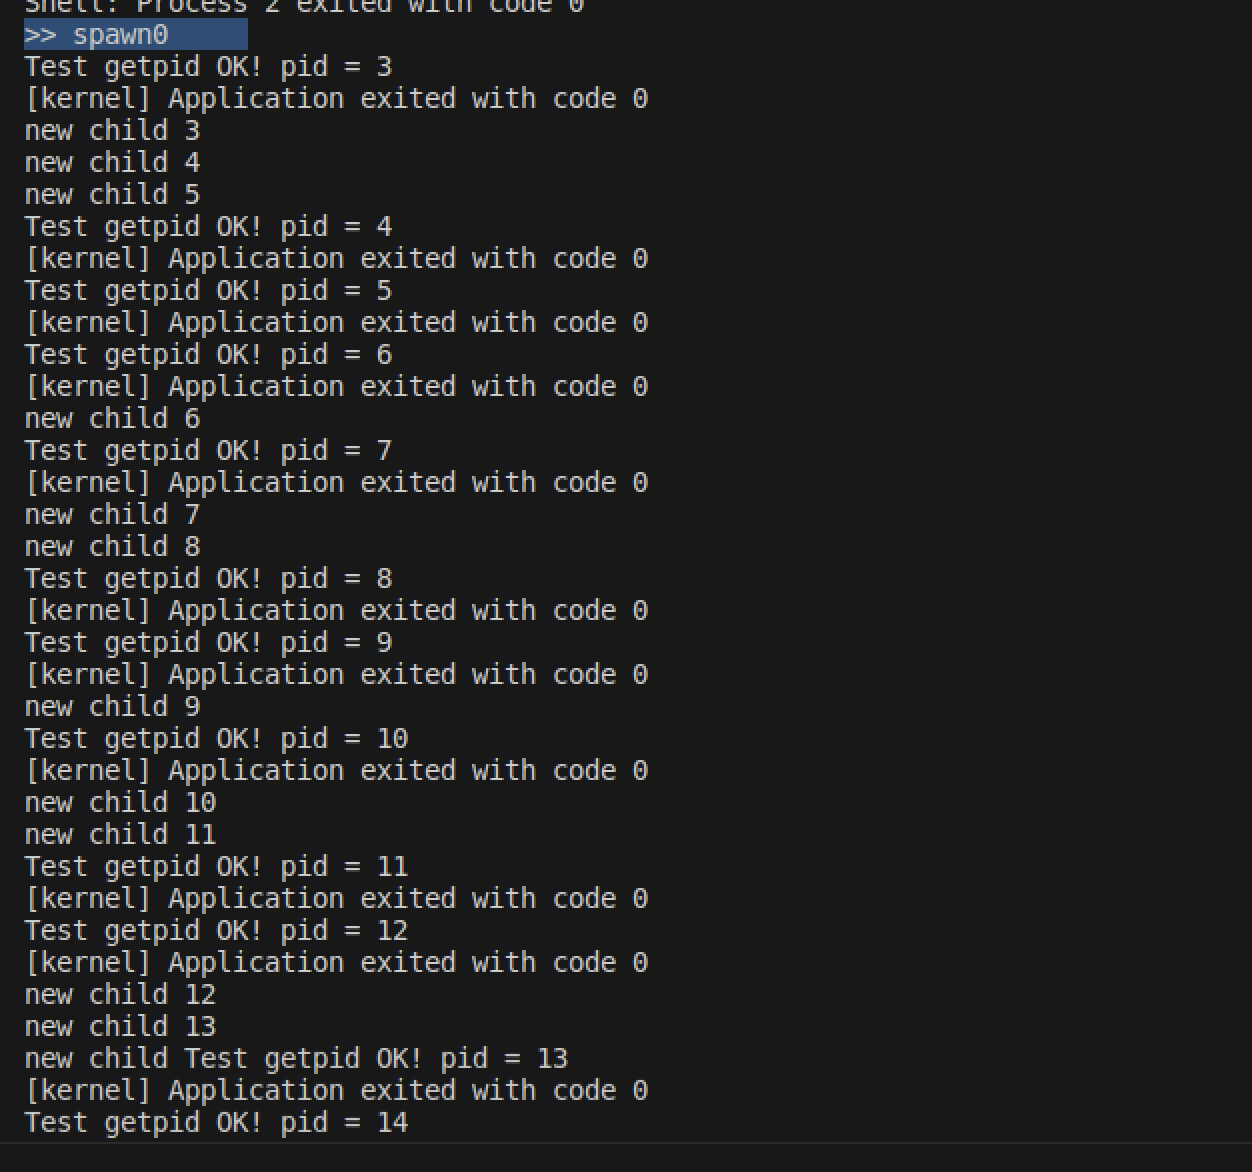 Shell: Process 2 exited with code 0
>> spawn0
Test getpid OK! pid = 3
[kernel] Application exited with code 0
new child 3
new child 4
new child 5
Test getpid OK! pid = 4
[kernel] Application exited with code 0
Test getpid OK! pid = 5
[kernel] Application exited with code 0
Test getpid OK! pid = 6
[kernel] Application exited with code 0
new child 6
Test getpid OK! pid = 7
[kernel] Application exited with code 0
new child 7
new child 8
Test getpid OK! pid = 8
[kernel] Application exited with code 0
Test getpid OK! pid = 9
[kernel] Application exited with code 0
new child 9
Test getpid OK! pid = 10
[kernel] Application exited with code 0
new child 10
new child 11
Test getpid OK! pid = 11
[kernel] Application exited with code 0
Test getpid OK! pid = 12
[kernel] Application exited with code 0
new child 12
new child 13
new child Test getpid OK! pid = 13
[kernel] Application exited with code 0
Test getpid OK! pid = 14